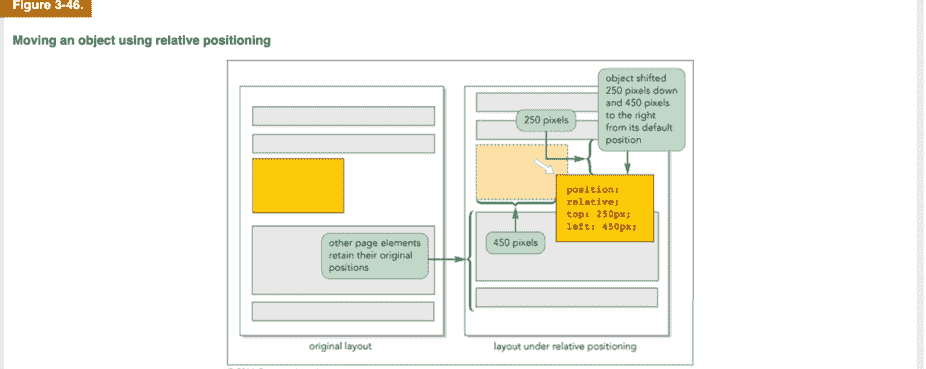 Figure 3-46.
Moving an object using relative positioning
object shifted
250 pixels down
and 450 pixels
to the right
from its default
position
250 pixels
position:
relative;
top: 250px;
left: 450px;
other page elements
retain their original
positions
450 pixels
original layout
layout under relative positioning